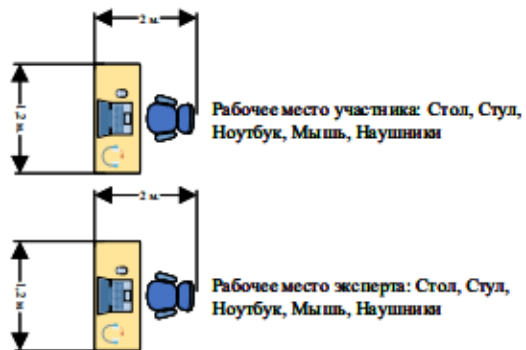 2 м.
1,2 м.
Рабочее место участника: Стол, Стул,
Ноутбук, Мышь, Наушники
2 м.
1,2 м
Рабочее место эксперта: Стол, Стул,
Ноутбук, Мышь, Наушники